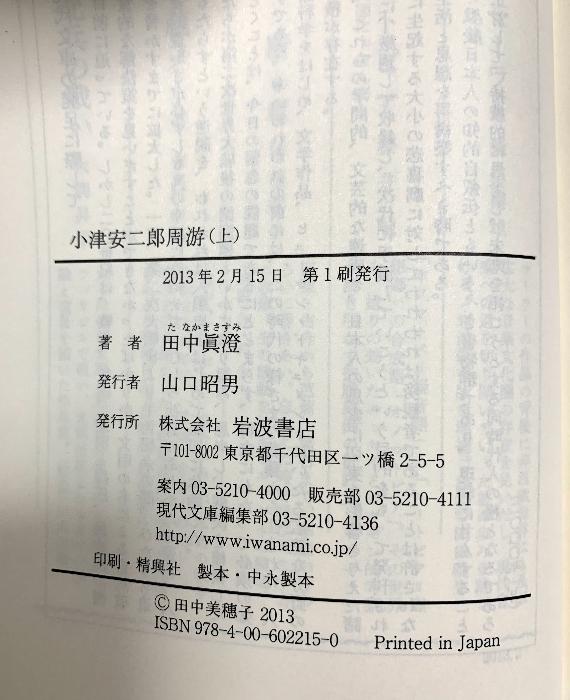 小津安二郎周游(上)
2013年2月15日 第1刷発行
たなかまさすみ
著者 田中眞澄
発行者 山口昭男
発行所 株式会社 岩波書店
〒101-8002 東京都千代田区一ツ橋2-5-5
案内 03-5210-4000 販売部 03-5210-4111
現代文庫編集部 03-5210-4136
http://www.iwanami.co.jp/
印刷・精興社 製本・中永製本
© 田中美穂子 2013
ISBN 978-4-00-602215-0 Printed in Japan